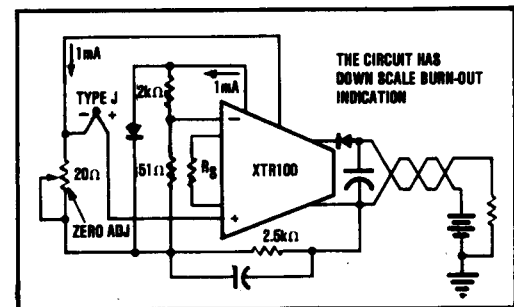 1mA
TYPE J
- +
20Ω
ZERO ADJ
2kΩ
51Ω
1mA
-
R_S
+
XTR100
2.5kΩ
THE CIRCUIT HAS
DOWN SCALE BURN-OUT
INDICATION